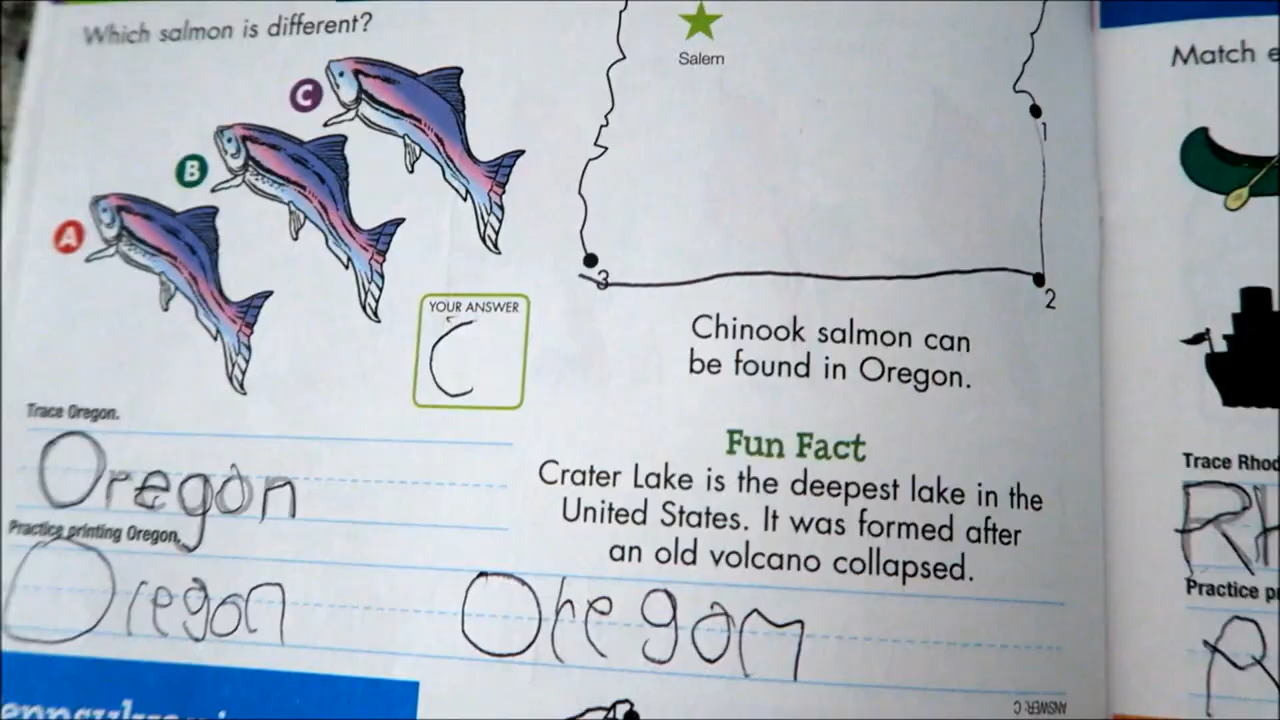 Which salmon is different?
C
B
A
YOUR ANSWER
C
Salem
1
2
3
Chinook salmon can
be found in Oregon.
Fun Fact
Crater Lake is the deepest lake in the
United States. It was formed after
an old volcano collapsed.
Trace Oregon.
Oregon
Practice printing Oregon.
Oregon Oregon
ANSWER: C
Match
Trace
Practice